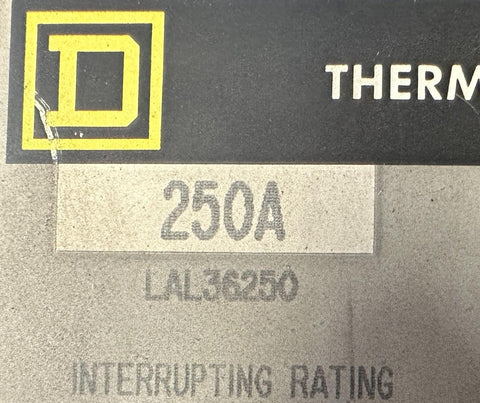 D
THERM
250A
LAL36250
INTERRUPTING RATING